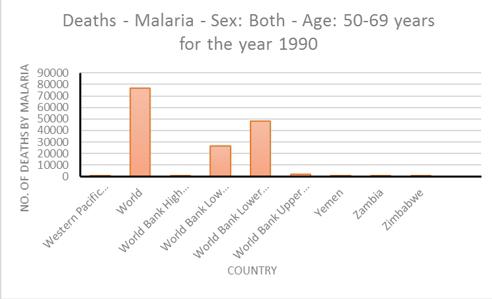 Deaths - Malaria - Sex: Both - Age: 50-69 years
for the year 1990
NO. OF DEATHS BY MALARIA
90000
80000
70000
60000
50000
40000
30000
20000
10000
0
Western Pacific...
World
World Bank High...
World Bank Low...
World Bank Lower...
World Bank Upper...
Yemen
Zambia
Zimbabwe
COUNTRY